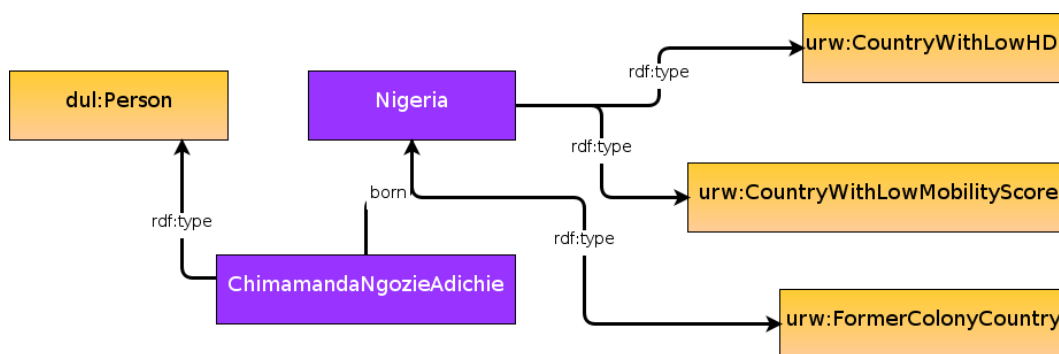 urw:CountryWithLowHD
rdf:type
dul:Person
Nigeria
rdf:type
urw:CountryWithLowMobilityScore
born
rdf:type
rdf:type
ChimamandaNgozieAdichie
urw:FormerColonyCountry